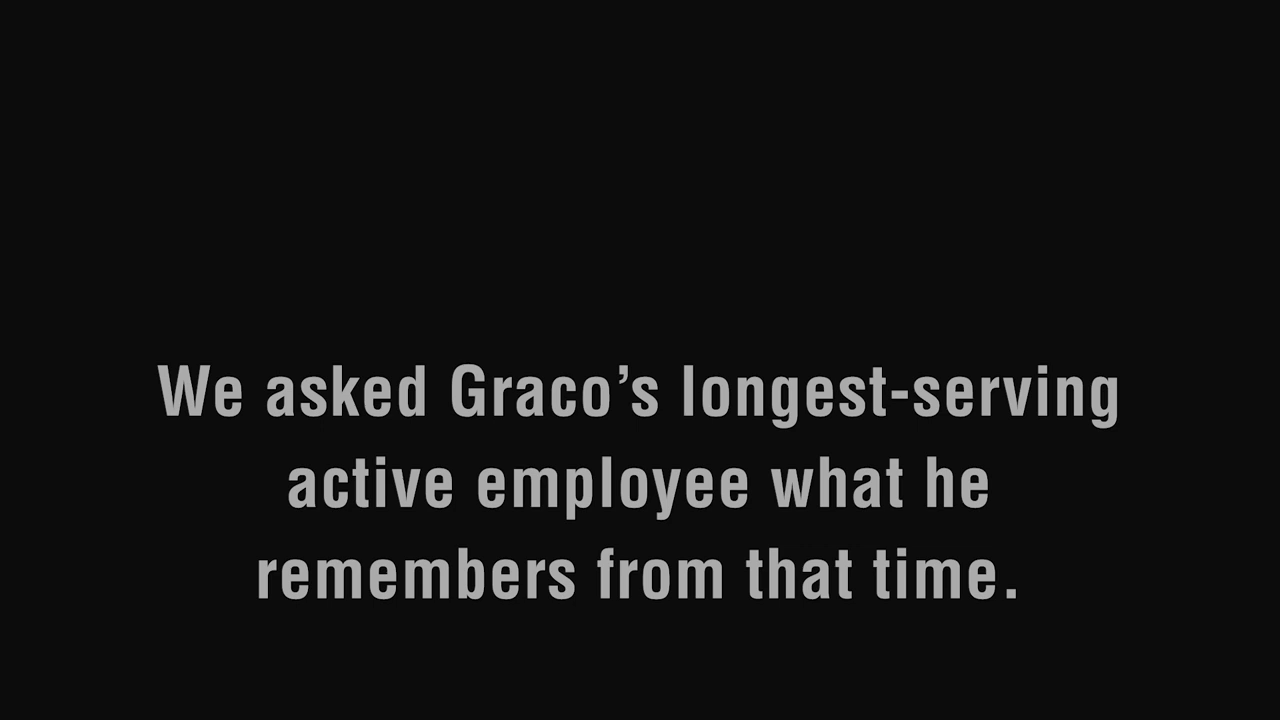 We asked Graco’s longest-serving
active employee what he
remembers from that time.